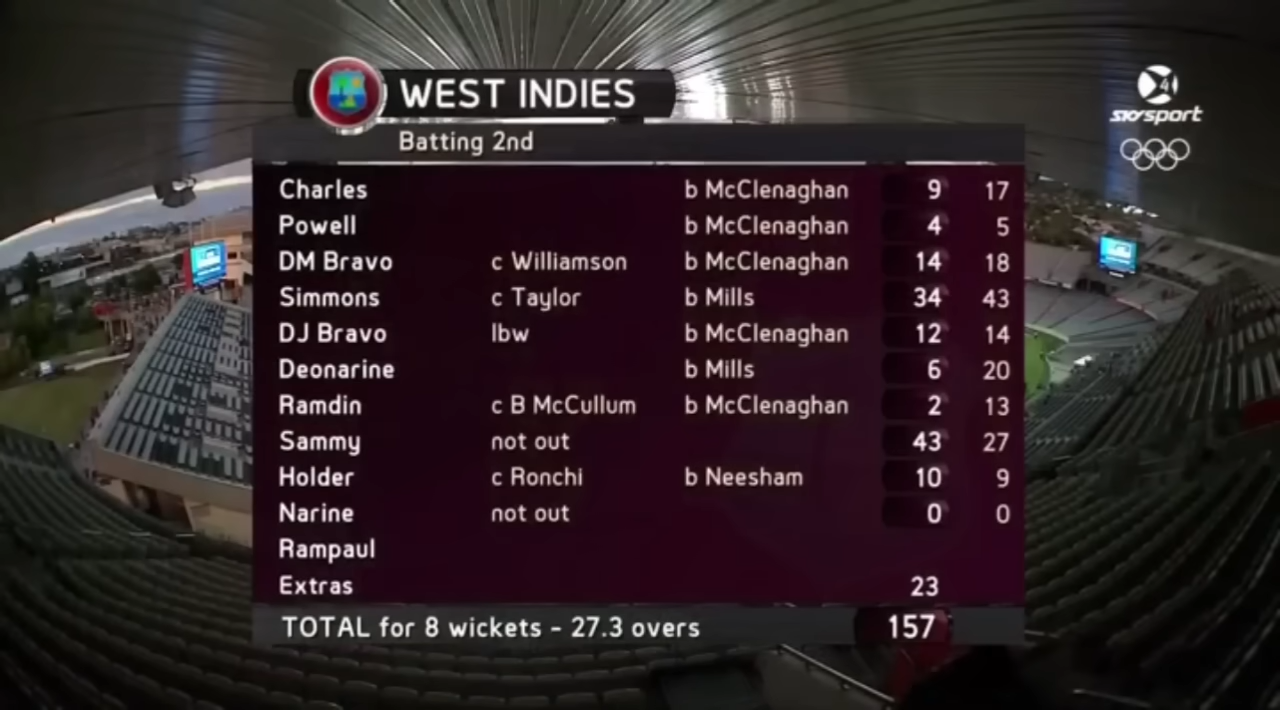 WEST INDIES
Batting 2nd
Charles b McClenaghan 9 17
Powell b McClenaghan 4 5
DM Bravo c Williamson b McClenaghan 14 18
Simmons c Taylor b Mills 34 43
DJ Bravo lbw b McClenaghan 12 14
Deonarine b Mills 6 20
Ramdin c B McCullum b McClenaghan 2 13
Sammy not out 43 27
Holder c Ronchi b Neesham 10 9
Narine not out 0 0
Rampaul
Extras 23
TOTAL for 8 wickets - 27.3 overs 157
4
sky sport